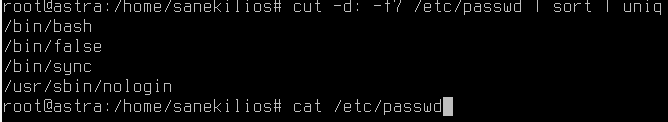 root@astra:/home/sanekilios# cut -d: -f7 /etc/passwd | sort | uniq
/bin/bash
/bin/false
/bin/sync
/usr/sbin/nologin
root@astra:/home/sanekilios# cat /etc/passwd